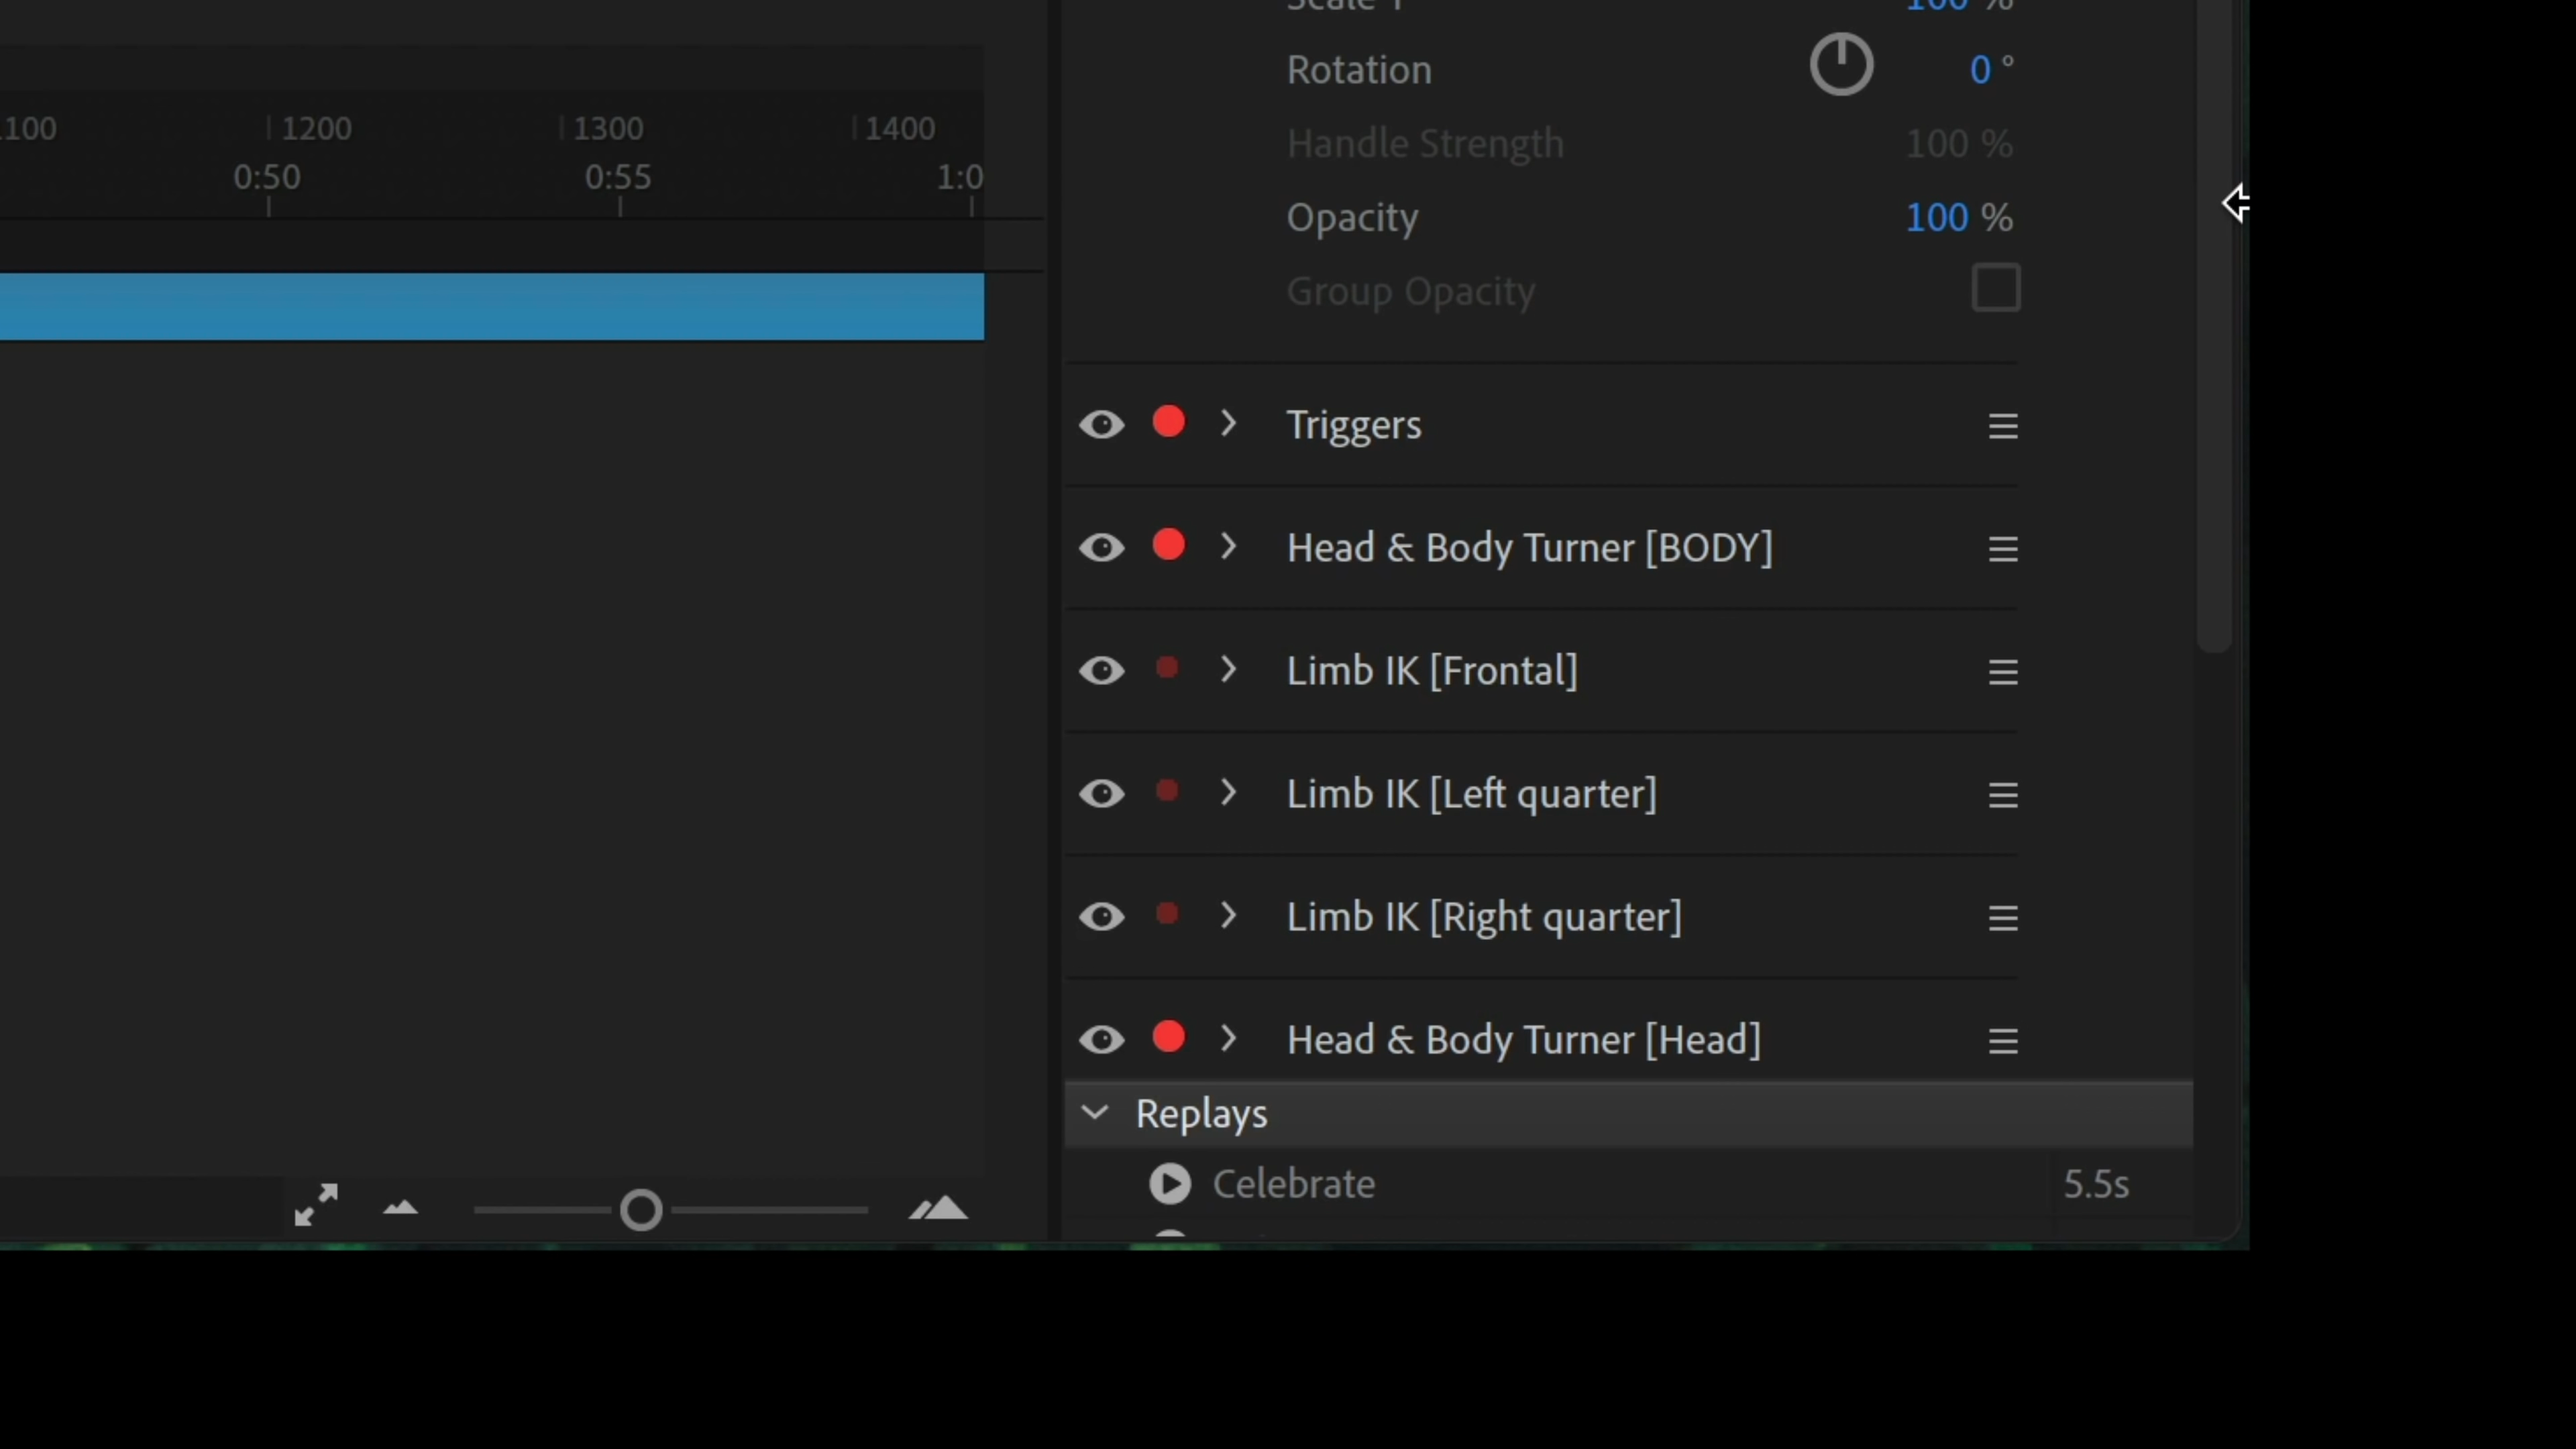 1200
1300
1400
0:50
0:55
1:0
100 %
Rotation
0 °
Handle Strength
100 %
Opacity
100 %
Group Opacity
Triggers
Head & Body Turner [BODY]
Limb IK [Frontal]
Limb IK [Left quarter]
Limb IK [Right quarter]
Head & Body Turner [Head]
Replays
Celebrate
5.5s